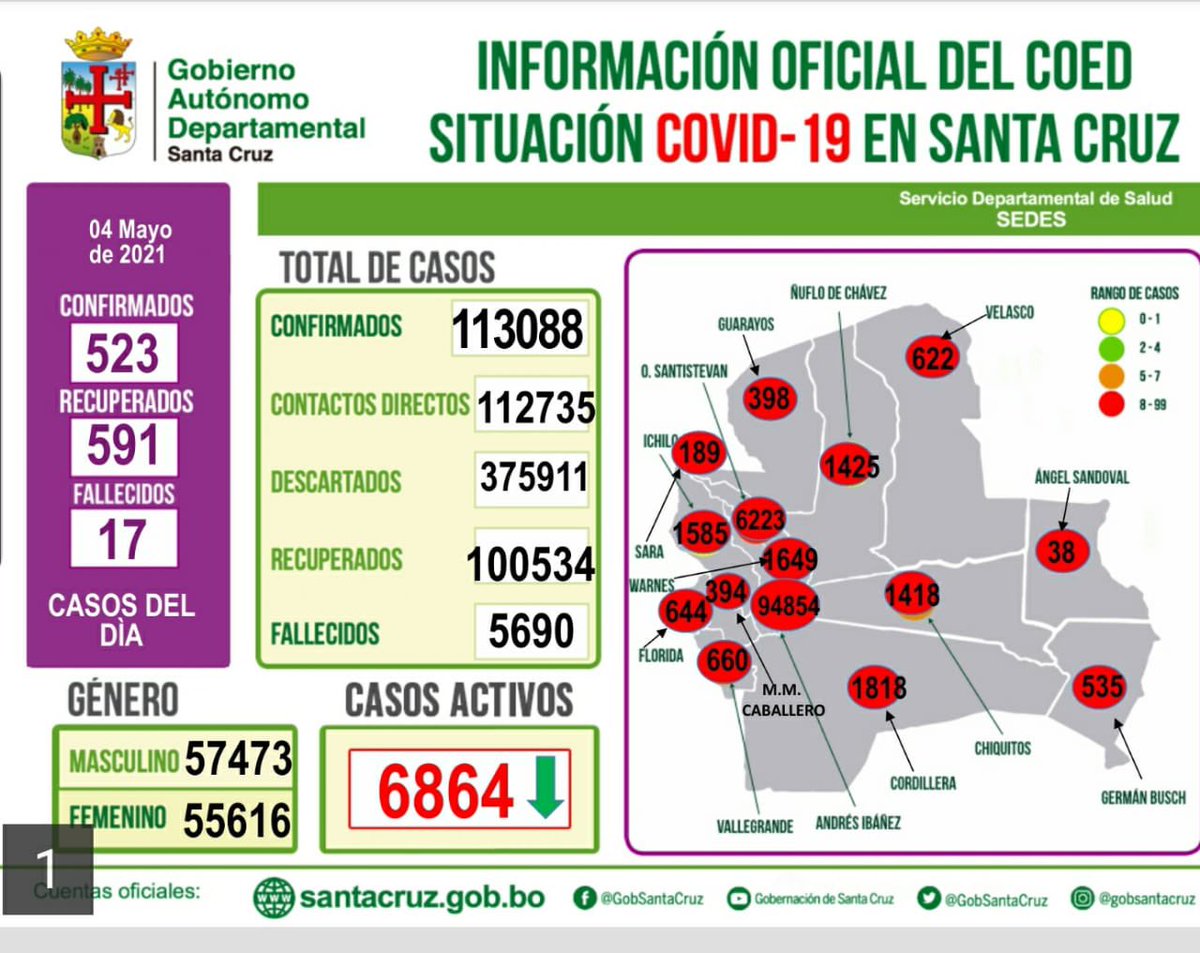 Gobierno
Autónomo
Departamental
Santa Cruz
INFORMACIÓN OFICIAL DEL COED
SITUACIÓN COVID-19 EN SANTA CRUZ
Servicio Departamental de Salud
SEDES
04 Mayo
de 2021
CONFIRMADOS
523
RECUPERADOS
591
FALLECIDOS
17
CASOS DEL
DÌA
TOTAL DE CASOS
CONFIRMADOS 113088
CONTACTOS DIRECTOS 112735
DESCARTADOS 375911
RECUPERADOS 100534
FALLECIDOS 5690
GÉNERO
MASCULINO 57473
FEMENINO 55616
CASOS ACTIVOS
6864
RANGO DE CASOS
0-1
2-4
5-7
8-99
ÑUFLO DE CHÁVEZ
GUARAYOS
VELASCO
622
O. SANTISTEVAN
398
ICHILO
189
1425
ÁNGEL SANDOVAL
6223
1585
SARA
1649
38
WARNES
394
644
94854
1418
FLORIDA
660
M.M.
CABALLERO
1818
535
CHIQUITOS
CORDILLERA
GERMÁN BUSCH
VALLEGRANDE
ANDRÉS IBÁÑEZ
1
Cuentas oficiales:
www
santacruz.gob.bo
@GobSantaCruz
Gobernación de Santa Cruz
@GobSantaCruz
@gobsantacruz